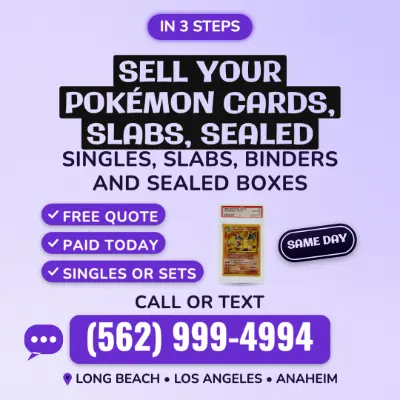 IN 3 STEPS
SELL YOUR
POKÉMON CARDS,
SLABS, SEALED
SINGLES, SLABS, BINDERS
AND SEALED BOXES
FREE QUOTE
PAID TODAY
SINGLES OR SETS
SAME DAY
CALL OR TEXT
(562) 999-4994
LONG BEACH • LOS ANGELES • ANAHEIM